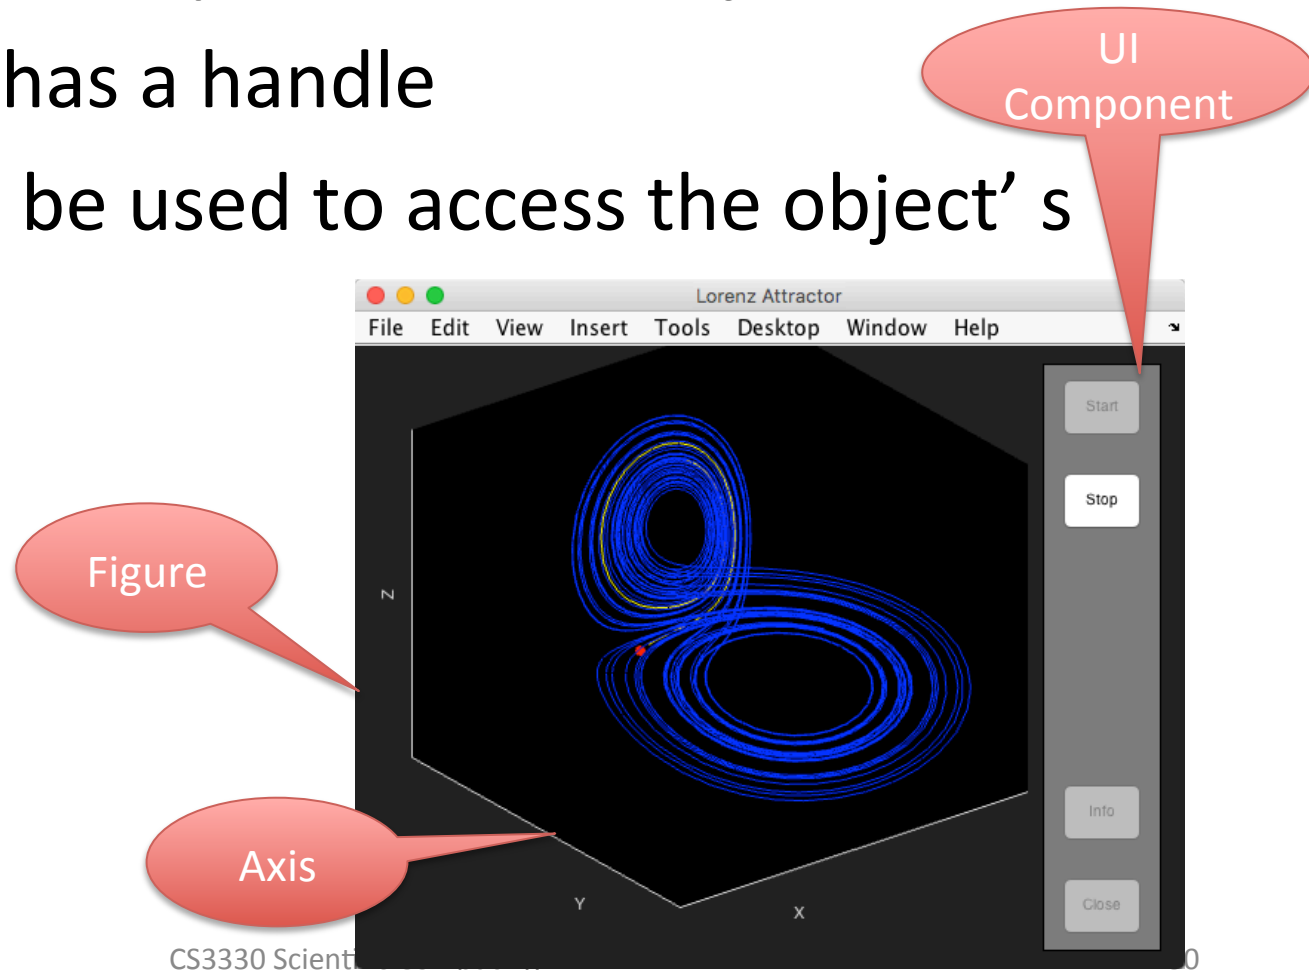 has a handle
UI
Component
be used to access the object’ s
Lorenz Attractor
File Edit View Insert Tools Desktop Window Help
Start
Stop
Figure
Z
Info
Axis
Y
X
Close
CS3330
0